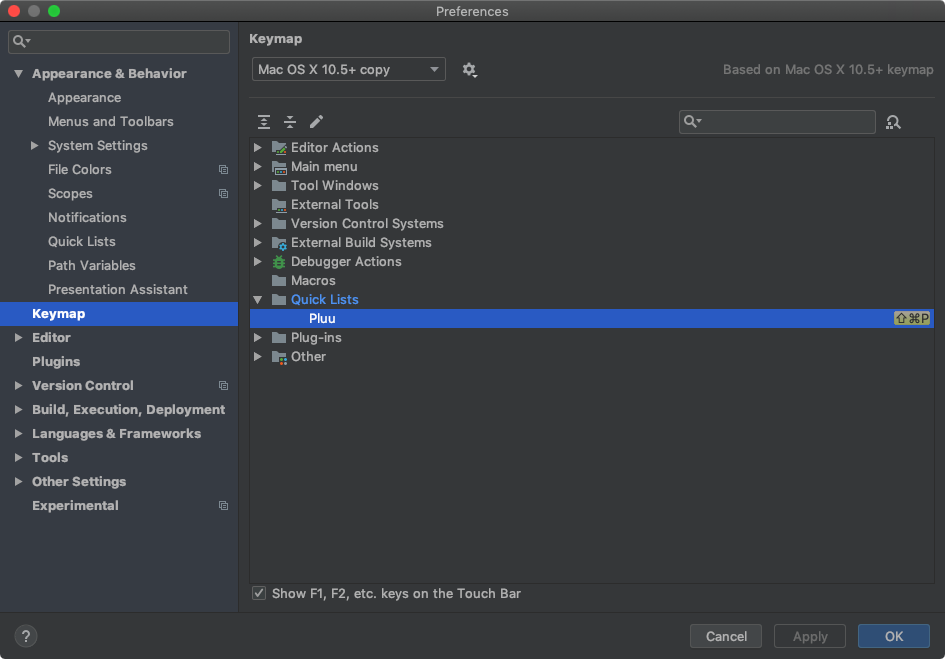 Preferences
Appearance & Behavior
Appearance
Menus and Toolbars
System Settings
File Colors
Scopes
Notifications
Quick Lists
Path Variables
Presentation Assistant
Keymap
Editor
Plugins
Version Control
Build, Execution, Deployment
Languages & Frameworks
Tools
Other Settings
Experimental
?
Keymap
Mac OS X 10.5+ copy
Based on Mac OS X 10.5+ keymap
Editor Actions
Main menu
Tool Windows
External Tools
Version Control Systems
External Build Systems
Debugger Actions
Macros
Quick Lists
Pluu ⇧⌘P
Plug-ins
Other
Show F1, F2, etc. keys on the Touch Bar
Cancel Apply OK